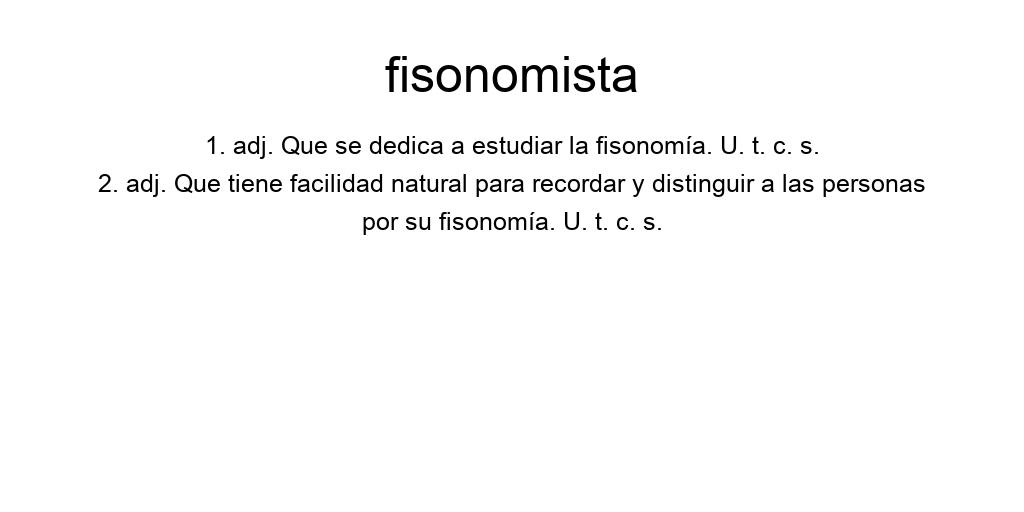 fisonomista
1. adj. Que se dedica a estudiar la fisonomía. U. t. c. s.
2. adj. Que tiene facilidad natural para recordar y distinguir a las personas
por su fisonomía. U. t. c. s.